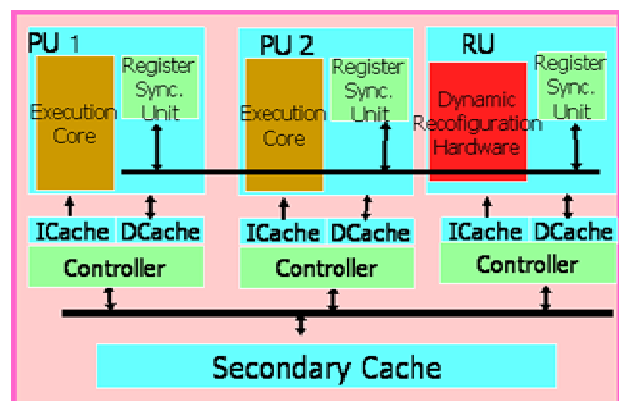 PU 1
Execution
Core
Register
Sync.
Unit
PU 2
Execution
Core
Register
Sync.
Unit
RU
Dynamic
Recofiguration
Hardware
Register
Sync.
Unit
ICache DCache
Controller
ICache DCache
Controller
ICache DCache
Controller
Secondary Cache